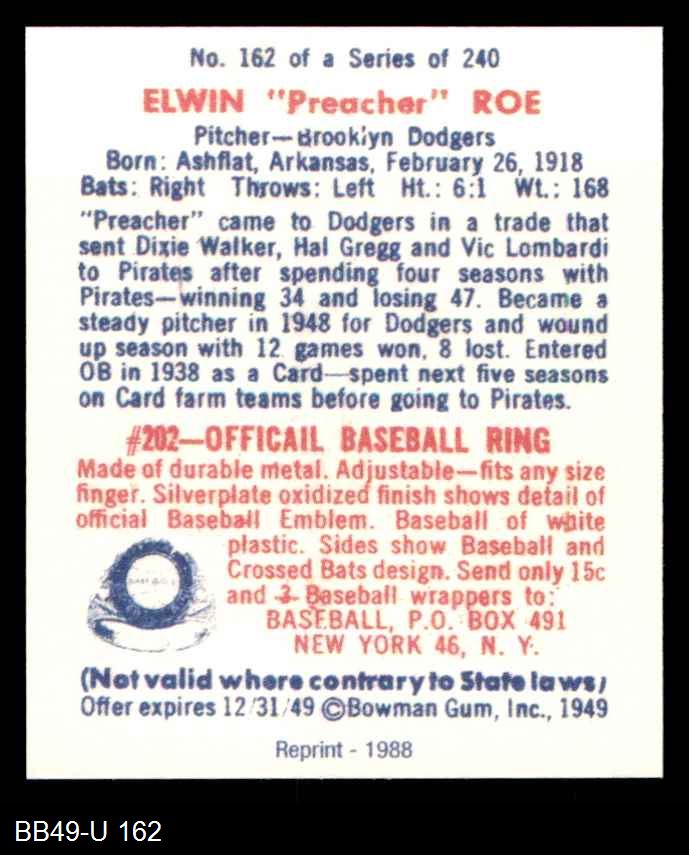 No. 162 of a Series of 240
ELWIN "Preacher" ROE
Pitcher—Brooklyn Dodgers
Born: Ashflat, Arkansas, February 26, 1918
Bats: Right Throws: Left Ht.: 6:1 Wt.: 168
"Preacher" came to Dodgers in a trade that
sent Dixie Walker, Hal Gregg and Vic Lombardi
to Pirates after spending four seasons with
Pirates—winning 34 and losing 47. Became a
steady pitcher in 1948 for Dodgers and wound
up season with 12 games won, 8 lost. Entered
OB in 1938 as a Card—spent next five seasons
on Card farm teams before going to Pirates.
#202—OFFICAIL BASEBALL RING
Made of durable metal. Adjustable—fits any size
finger. Silverplate oxidized finish shows detail of
official Baseball Emblem. Baseball of white
plastic. Sides show Baseball and
Crossed Bats design. Send only 15c
and 3 Baseball wrappers to:
BASEBALL, P.O. BOX 491
NEW YORK 46, N. Y.
(Not valid where contrary to State laws)
Offer expires 12/31/49 ©Bowman Gum, Inc., 1949
Reprint - 1988
BB49-U 162